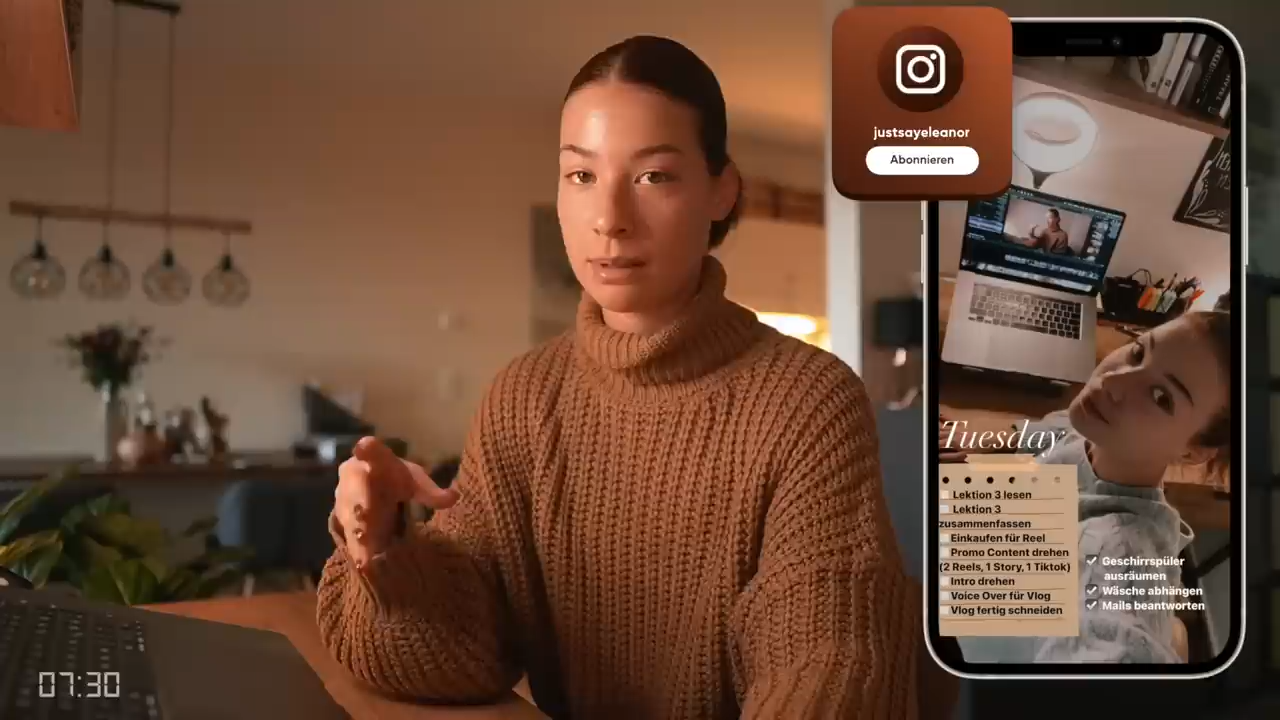 justsayeleanor
Abonnieren
Tuesday
Lektion 3 lesen
Lektion 3
zusammenfassen
Einkaufen für Reel
Promo Content drehen
(2 Reels, 1 Story, 1 Tiktok)
Intro drehen
Voice Over für Vlog
Vlog fertig schneiden
Geschirrspüler
ausräumen
Wäsche abhängen
Mails beantworten
07:30